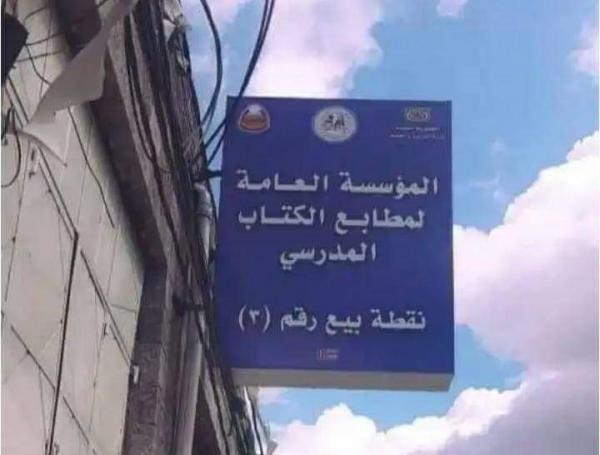 المؤسسة العامة
لمطابع الكتاب
المدرسي
نقطة بيع رقم (٣)